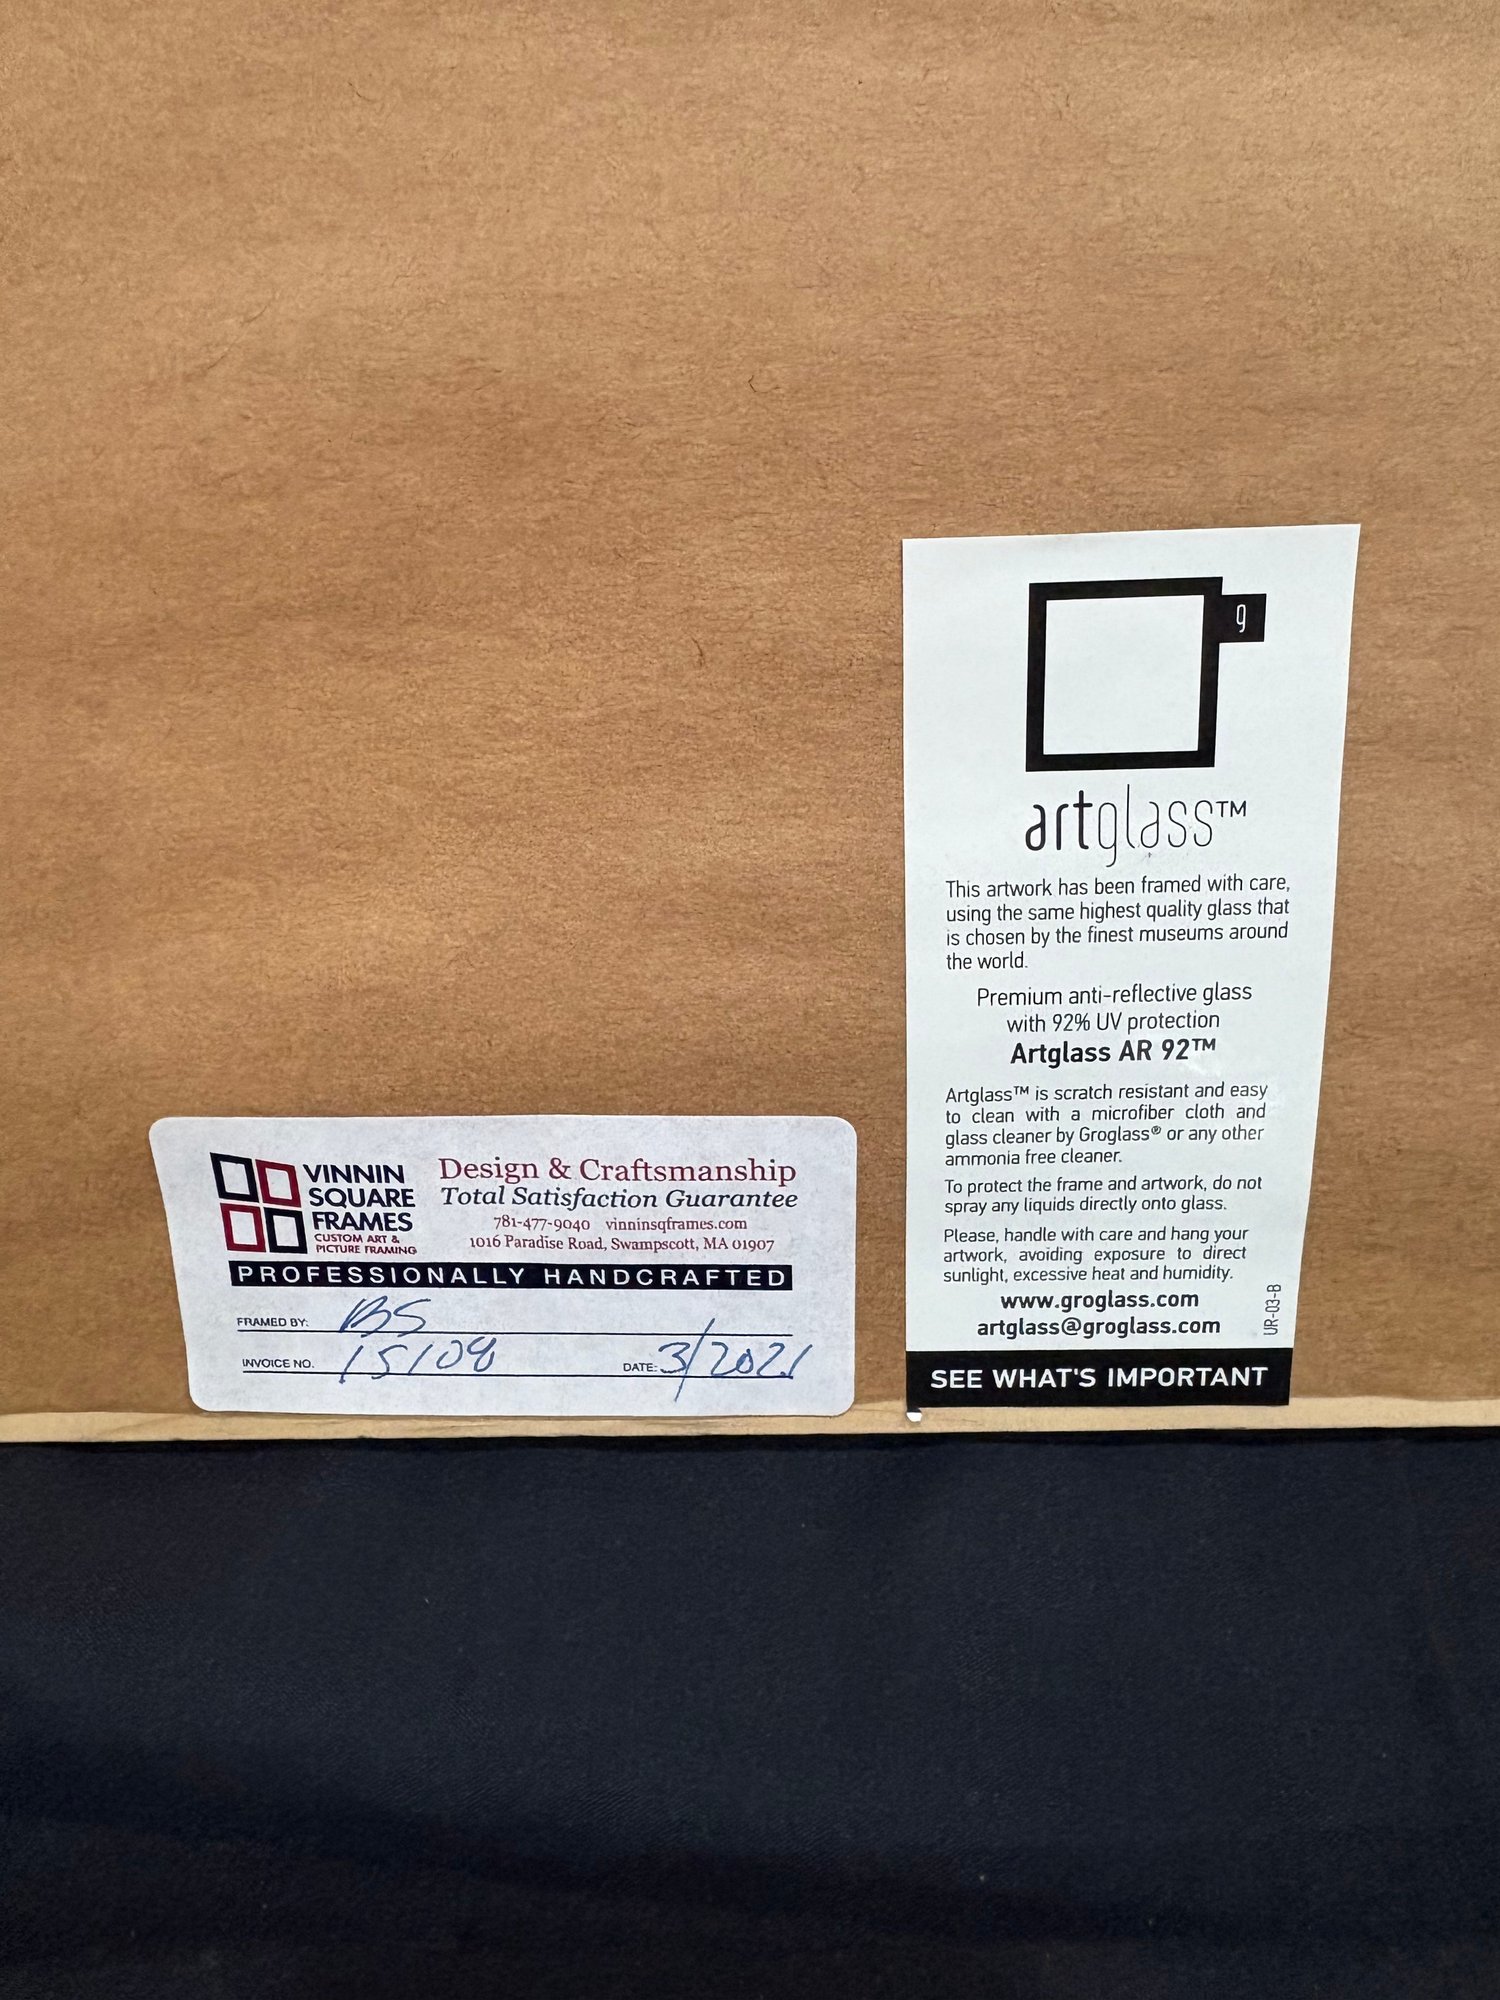 VINNIN
SQUARE
FRAMES
CUSTOM ART &
PICTURE FRAMING
Design & Craftsmanship
Total Satisfaction Guarantee
781-477-9040 vinninsqframes.com
1016 Paradise Road, Swampscott, MA 01907
PROFESSIONALLY HANDCRAFTED
FRAMED BY: BS
INVOICE NO. 15108 DATE: 3/2021
g
artglass™
This artwork has been framed with care,
using the same highest quality glass that
is chosen by the finest museums around
the world.
Premium anti-reflective glass
with 92% UV protection
Artglass AR 92™
Artglass™ is scratch resistant and easy
to clean with a microfiber cloth and
glass cleaner by Groglass® or any other
ammonia free cleaner.
To protect the frame and artwork, do not
spray any liquids directly onto glass.
Please, handle with care and hang your
artwork, avoiding exposure to direct
sunlight, excessive heat and humidity.
www.groglass.com
artglass@groglass.com
UR-03-B
SEE WHAT'S IMPORTANT